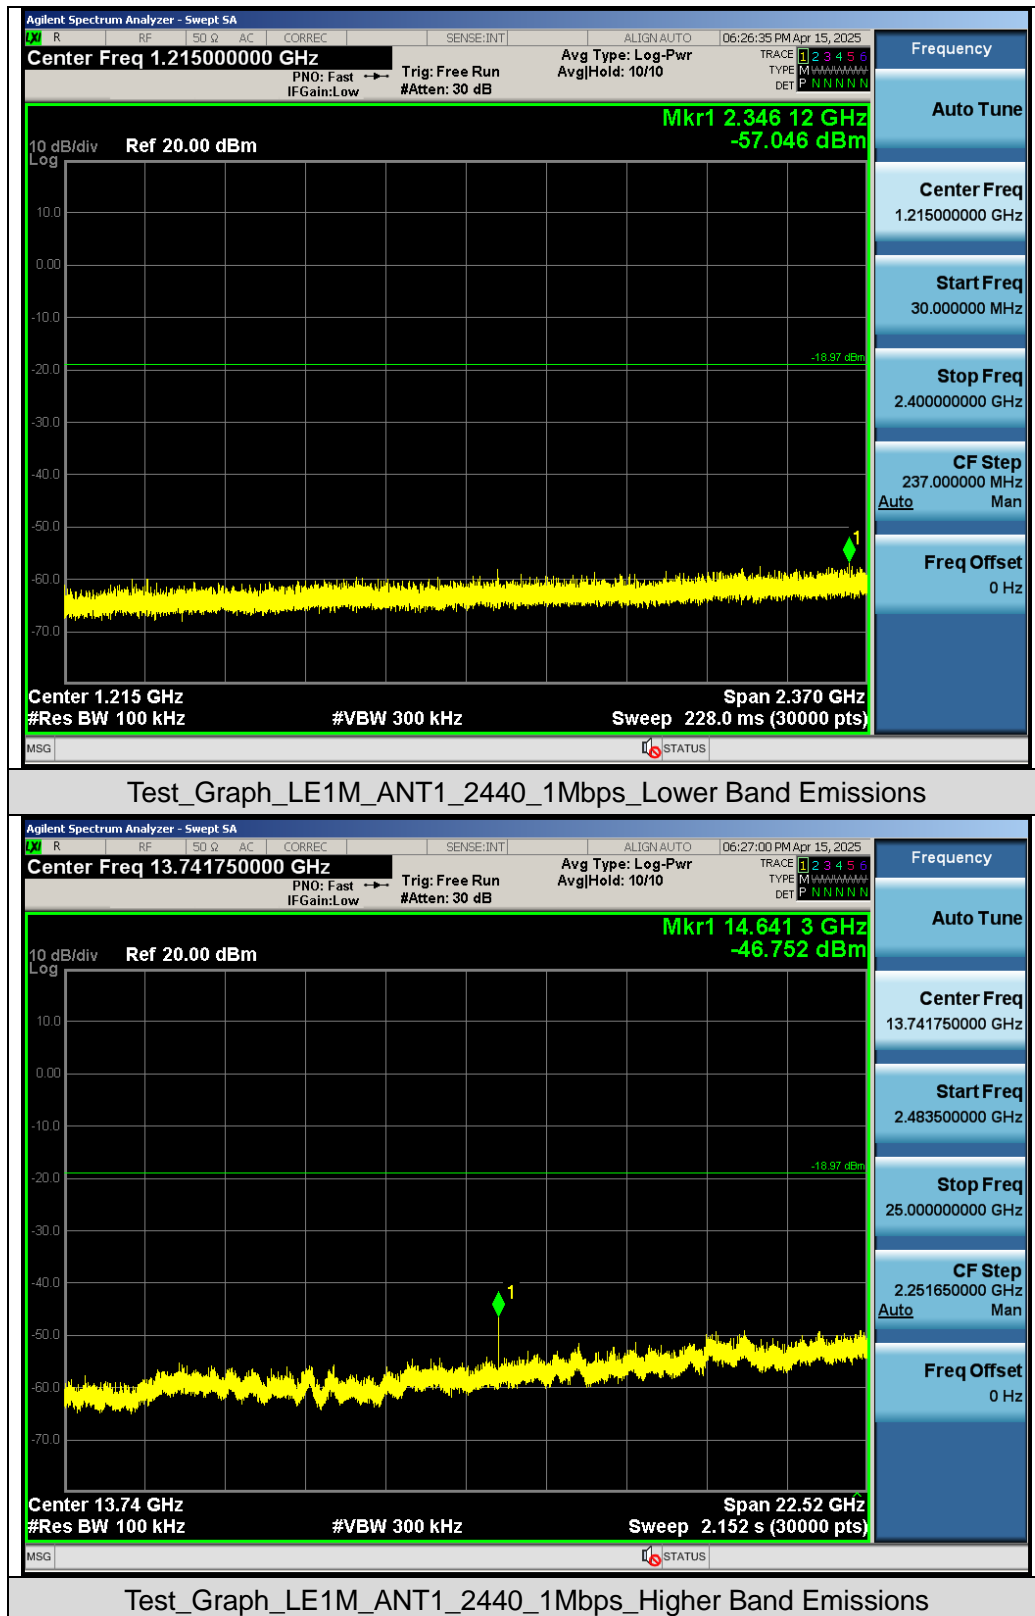 Agilent Spectrum Analyzer - Swept SA
LXI R RF 50 Ω AC CORREC SENSE:INT ALIGN AUTO 06:26:35 PM Apr 15, 2025
Center Freq 1.215000000 GHz
PNO: Fast
IFGain:Low
Trig: Free Run
#Atten: 30 dB
Avg Type: Log-Pwr
Avg|Hold: 10/10
TRACE 1 2 3 4 5 6
TYPE M
DET P N N N N N
Mkr1 2.346 12 GHz
-57.046 dBm
10 dB/div Ref 20.00 dBm
Log
10.0
0.00
-10.0
-18.97 dBm
-20.0
-30.0
-40.0
-50.0
1
-60.0
-70.0
Center 1.215 GHz Span 2.370 GHz
#Res BW 100 kHz #VBW 300 kHz Sweep 228.0 ms (30000 pts)
MSG STATUS
Frequency
Auto Tune
Center Freq
1.215000000 GHz
Start Freq
30.000000 MHz
Stop Freq
2.400000000 GHz
CF Step
237.000000 MHz
Auto Man
Freq Offset
0 Hz
Test_Graph_LE1M_ANT1_2440_1Mbps_Lower Band Emissions
Agilent Spectrum Analyzer - Swept SA
LXI R RF 50 Ω AC CORREC SENSE:INT ALIGN AUTO 06:27:00 PM Apr 15, 2025
Center Freq 13.741750000 GHz
PNO: Fast
IFGain:Low
Trig: Free Run
#Atten: 30 dB
Avg Type: Log-Pwr
Avg|Hold: 10/10
TRACE 1 2 3 4 5 6
TYPE M
DET P N N N N N
Mkr1 14.641 3 GHz
-46.752 dBm
10 dB/div Ref 20.00 dBm
Log
10.0
0.00
-10.0
-18.97 dBm
-20.0
-30.0
-40.0
1
-50.0
-60.0
-70.0
Center 13.74 GHz Span 22.52 GHz
#Res BW 100 kHz #VBW 300 kHz Sweep 2.152 s (30000 pts)
MSG STATUS
Frequency
Auto Tune
Center Freq
13.741750000 GHz
Start Freq
2.483500000 GHz
Stop Freq
25.000000000 GHz
CF Step
2.251650000 GHz
Auto Man
Freq Offset
0 Hz
Test_Graph_LE1M_ANT1_2440_1Mbps_Higher Band Emissions